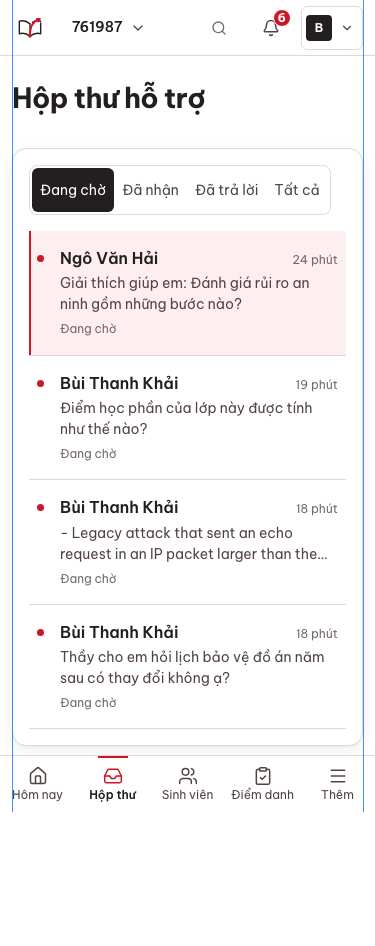 761987
6
B
Hộp thư hỗ trợ
Đang chờ
Đã nhận
Đã trả lời
Tất cả
Ngô Văn Hải
24 phút
Giải thích giúp em: Đánh giá rủi ro an
ninh gồm những bước nào?
Đang chờ
Bùi Thanh Khải
19 phút
Điểm học phần của lớp này được tính
như thế nào?
Đang chờ
Bùi Thanh Khải
18 phút
- Legacy attack that sent an echo
request in an IP packet larger than the…
Đang chờ
Bùi Thanh Khải
18 phút
Thầy cho em hỏi lịch bảo vệ đồ án năm
sau có thay đổi không ạ?
Đang chờ
Hôm nay
Hộp thư
Sinh viên
Điểm danh
Thêm